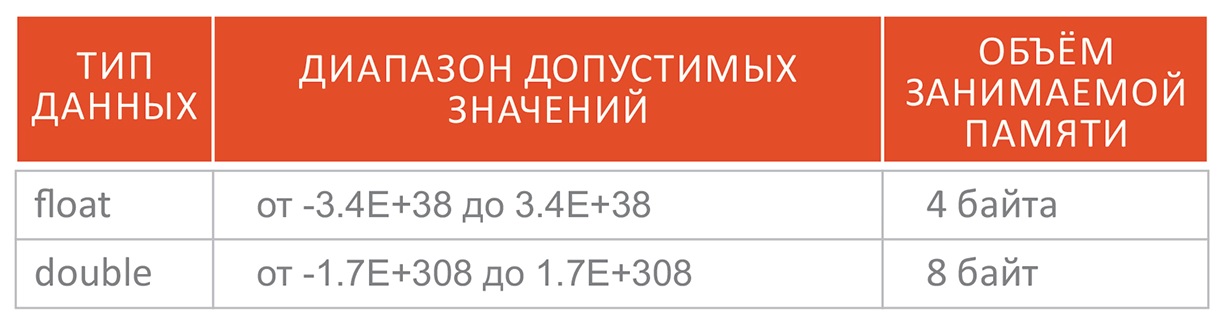 ТИП
ДАННЫХ
ДИАПАЗОН ДОПУСТИМЫХ
ЗНАЧЕНИЙ
ОБЪЁМ
ЗАНИМАЕМОЙ
ПАМЯТИ
float
от -3.4E+38 до 3.4E+38
4 байта
double
от -1.7E+308 до 1.7E+308
8 байт